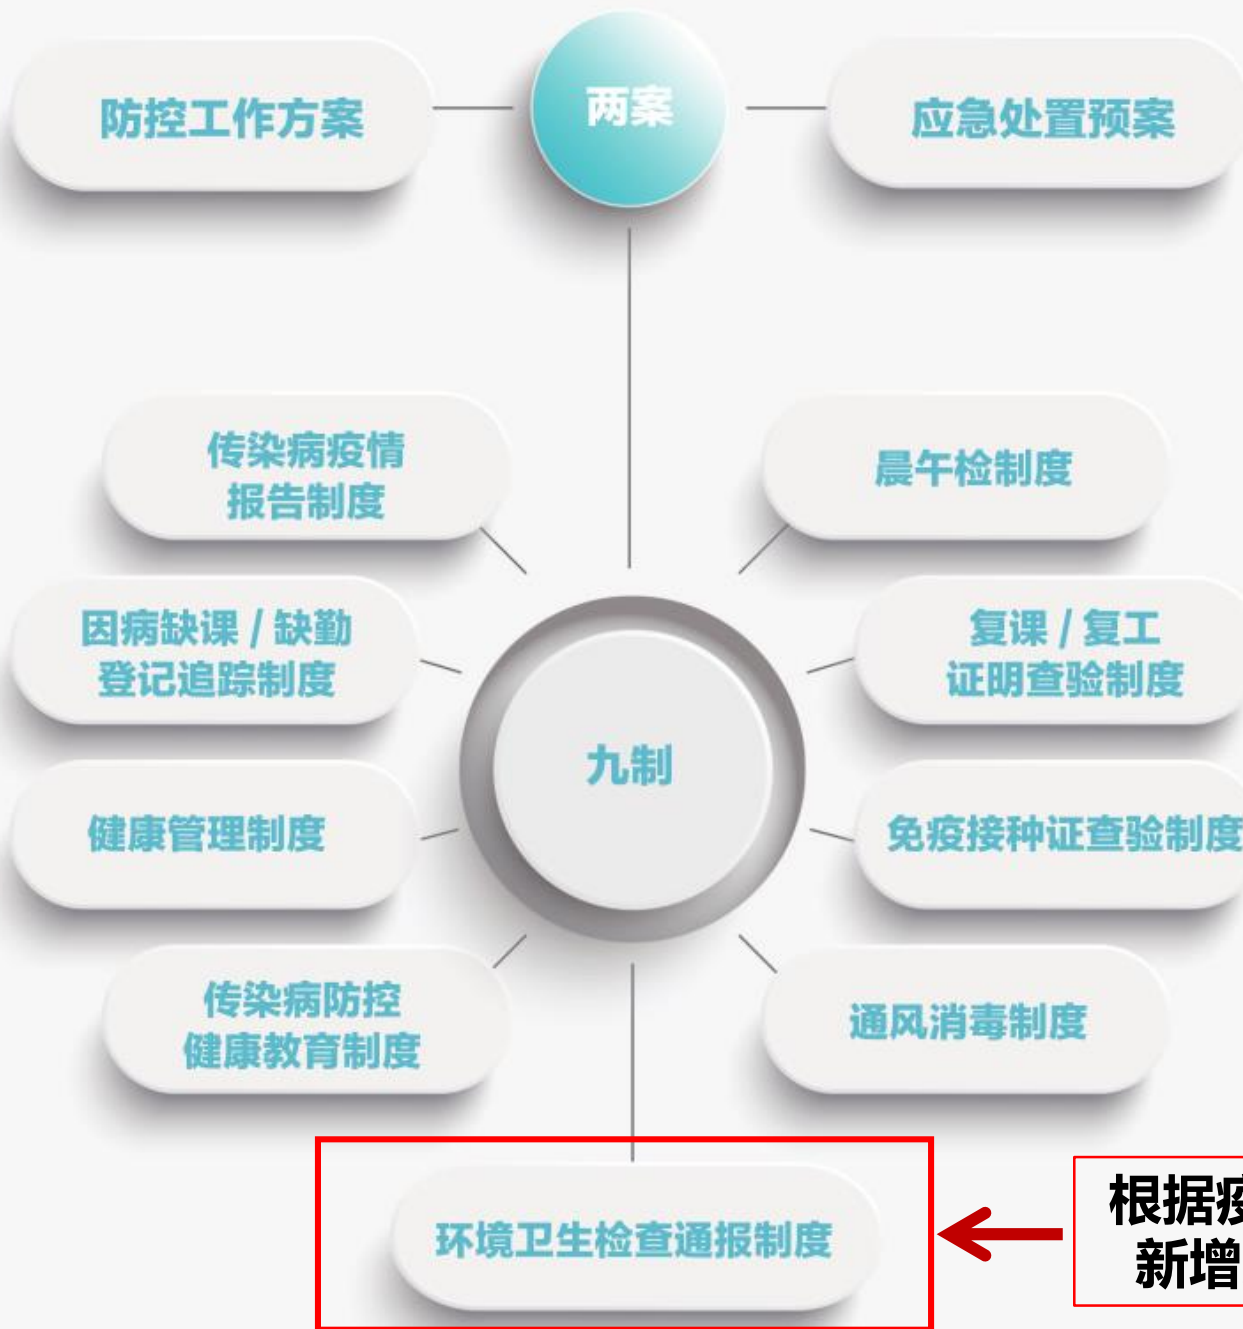 防控工作方案
两案
应急处置预案
传染病疫情
报告制度
晨午检制度
因病缺课 / 缺勤
登记追踪制度
复课 / 复工
证明查验制度
九制
健康管理制度
免疫接种证查验制度
传染病防控
健康教育制度
通风消毒制度
环境卫生检查通报制度
根据疫
新增